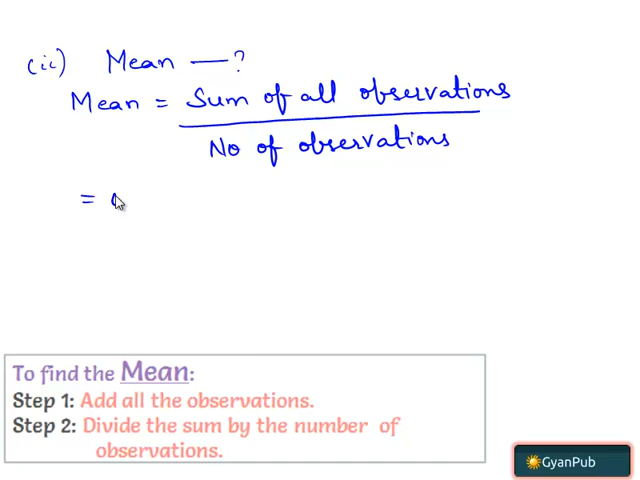 (ii) Mean — ?
Mean = Sum of all observations
No of observations
=
To find the Mean:
Step 1: Add all the observations.
Step 2: Divide the sum by the number of
observations.
GyanPub